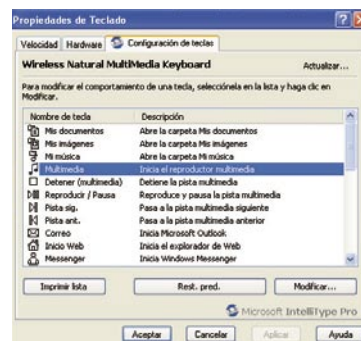 Propiedades de Teclado
Velocidad Hardware Configuración de teclas
Wireless Natural MultiMedia Keyboard Actualizar...
Para modificar el comportamiento de una tecla, selecciónela en la lista y haga clic en
Modificar.
Nombre de tecla Descripción
Mis documentos Abre la carpeta Mis documentos
Mis imágenes Abre la carpeta Mis imágenes
Mi música Abre la carpeta Mi música
Multimedia Inicia el reproductor multimedia
Detener (multimedia) Detiene la pista multimedia
Reproducir / Pausa Reproduce y pausa la pista multimedia
Pista sig. Pasa a la pista multimedia siguiente
Pista ant. Pasa a la pista multimedia anterior
Correo Inicia Microsoft Outlook
Inicio Web Inicia el explorador de Web
Messenger Inicia Windows Messenger
Imprimir lista Rest. pred. Modificar...
Microsoft IntelliType Pro
Aceptar Cancelar Aplicar Ayuda